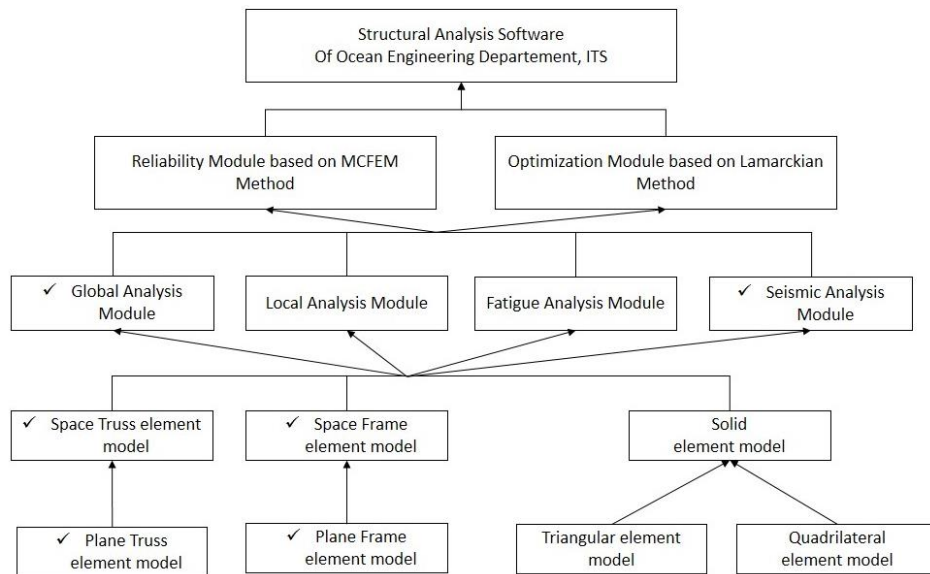 Structural Analysis Software
Of Ocean Engineering Departement, ITS
Reliability Module based on MCFEM
Method
Optimization Module based on Lamarckian
Method
✓ Global Analysis
Module
Local Analysis Module
Fatigue Analysis Module
✓ Seismic Analysis
Module
✓ Space Truss element
model
✓ Space Frame
element model
Solid
element model
✓ Plane Truss
element model
✓ Plane Frame
element model
Triangular element
model
Quadrilateral
element model